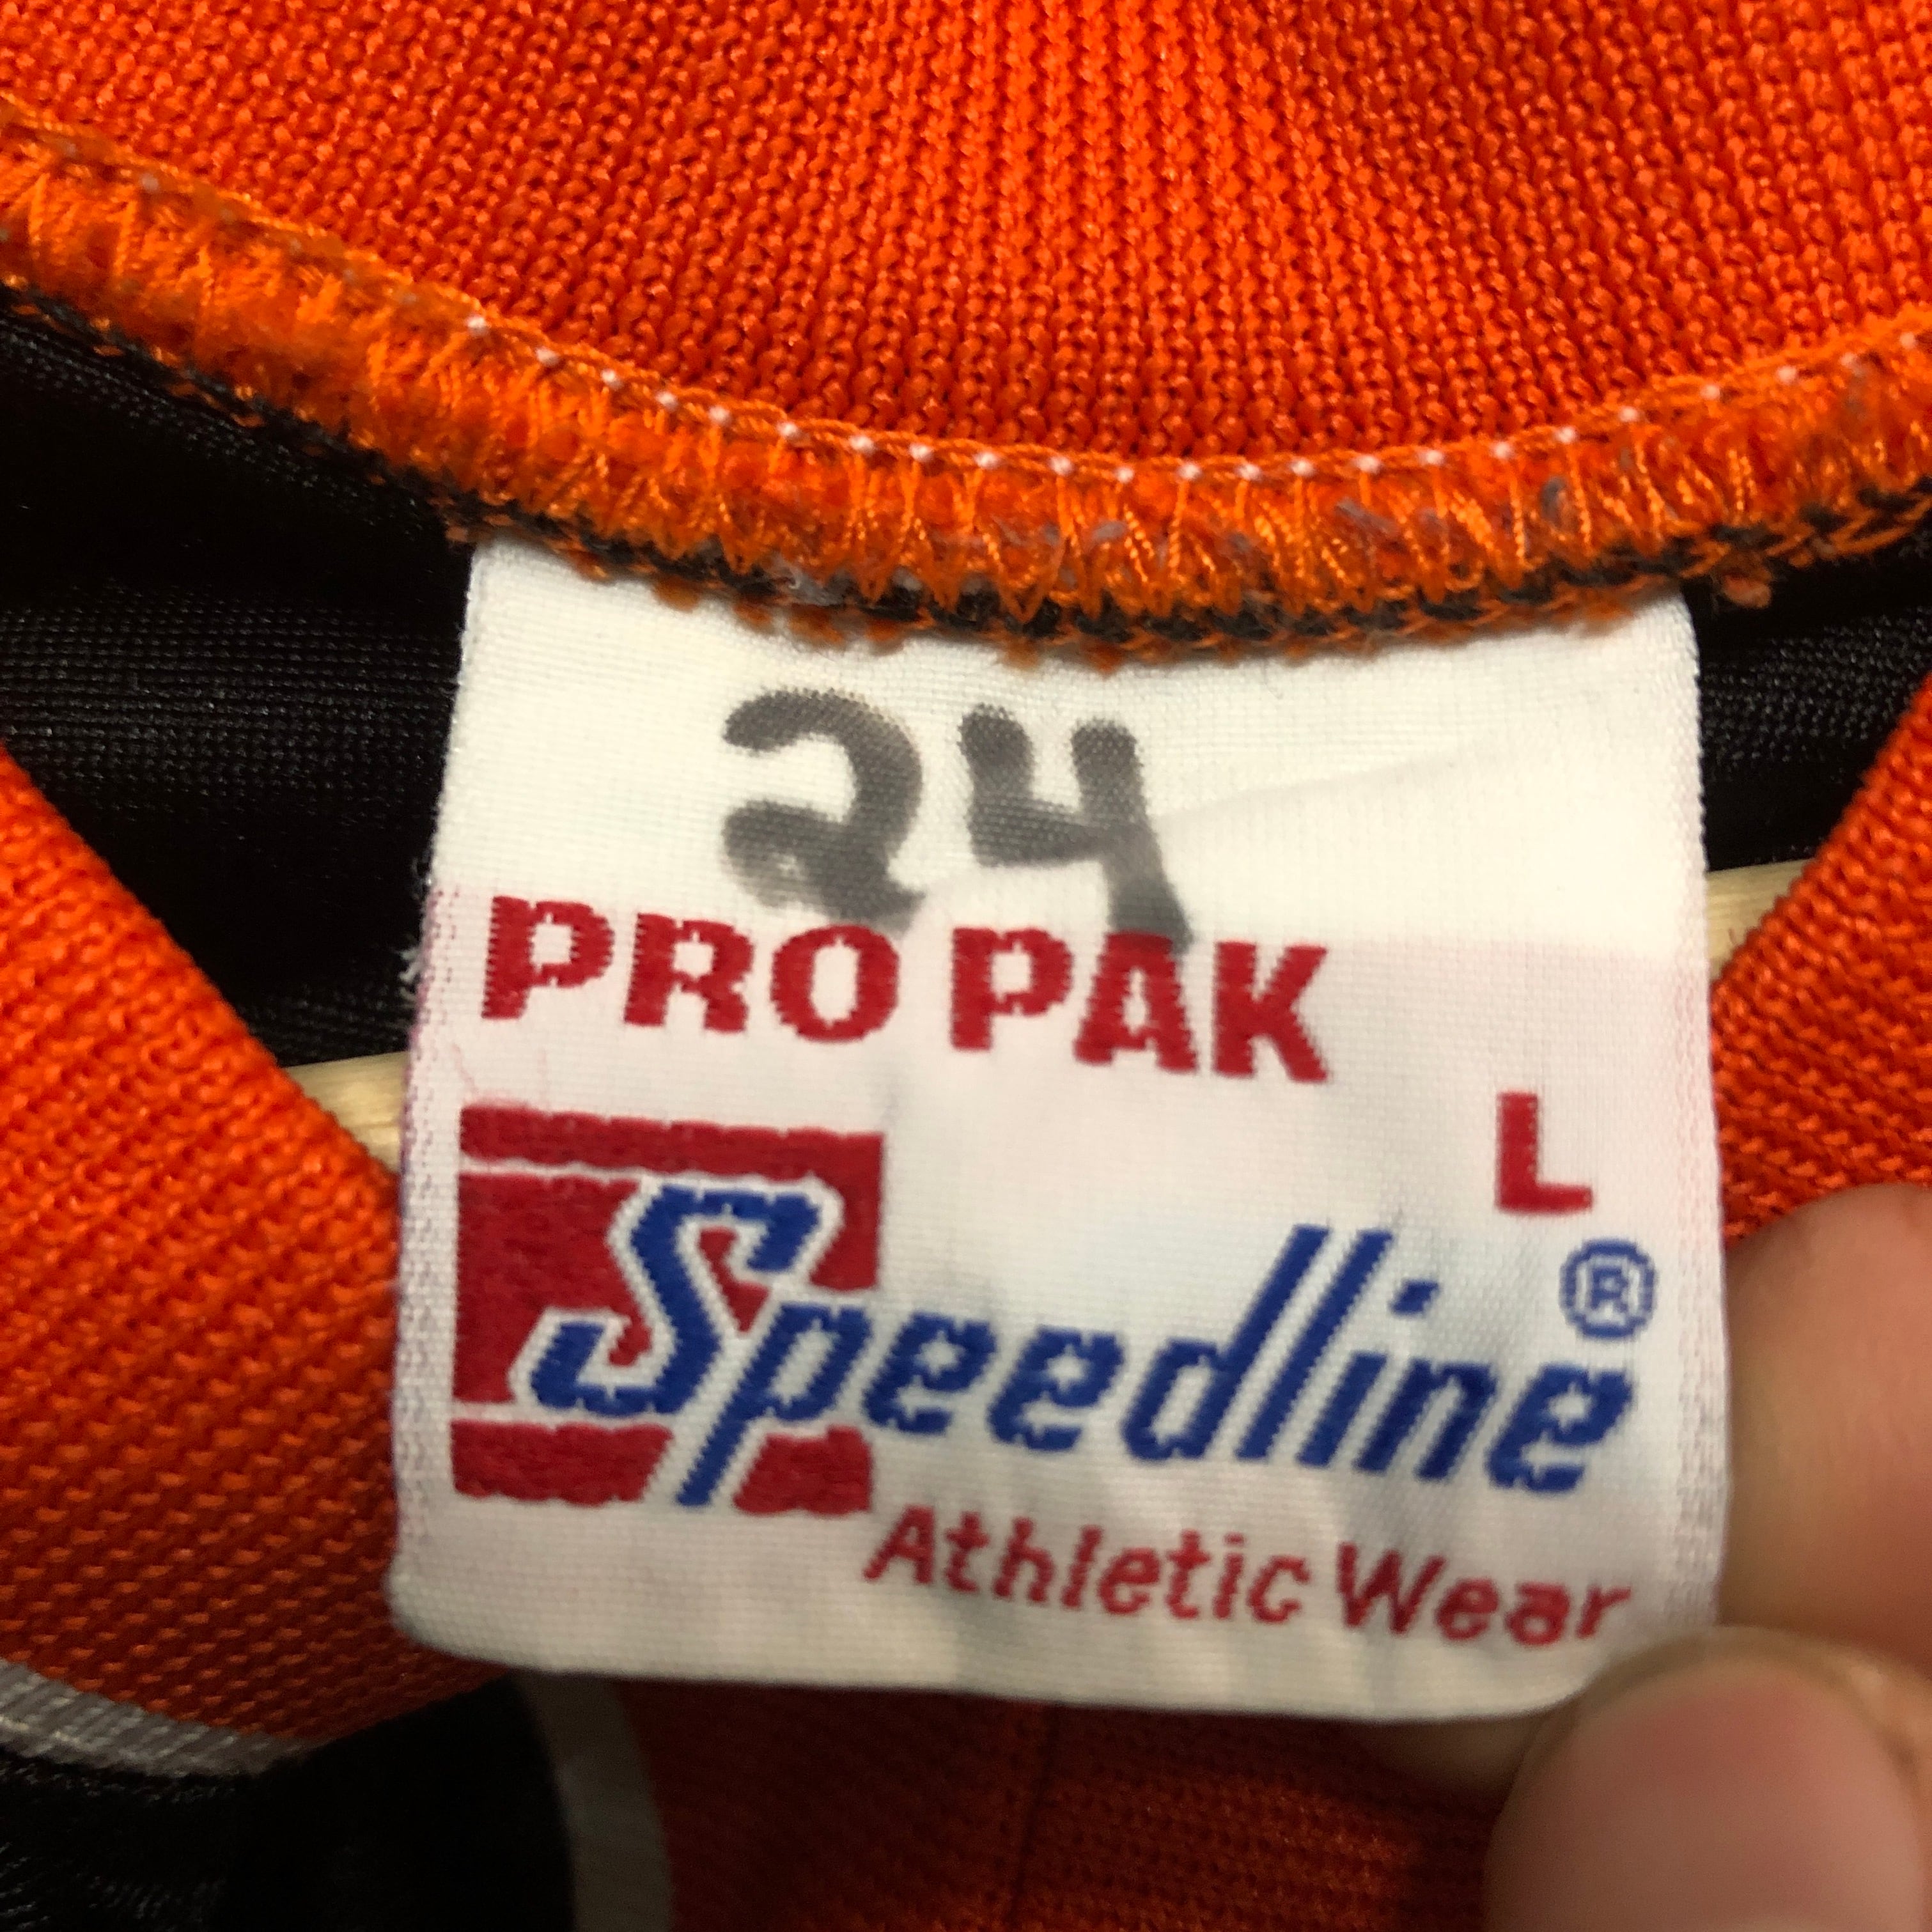 24
PRO PAK
L
Speedline®
Athletic Wear